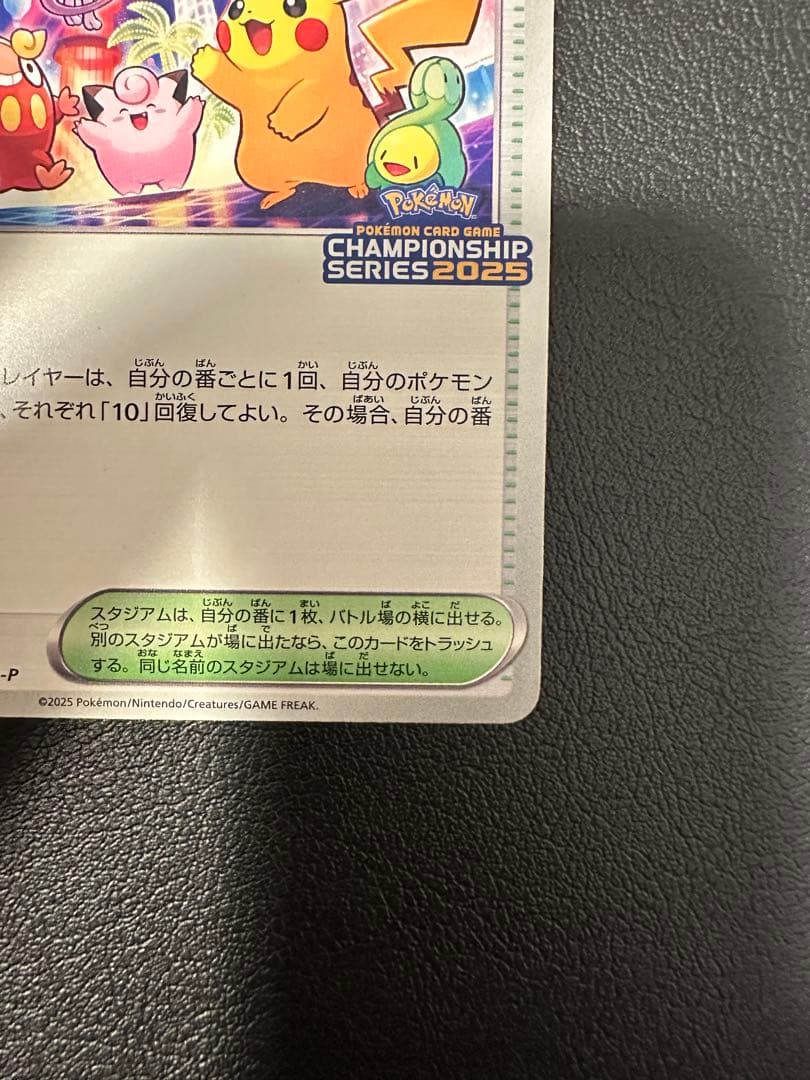 Pokémon
POKÉMON CARD GAME
CHAMPIONSHIP
SERIES 2025
レイヤーは、自分の番ごとに1回、自分のポケモン
、それぞれ「10」回復してよい。その場合、自分の番
スタジアムは、自分の番に1枚、バトル場の横に出せる。
別のスタジアムが場に出たなら、このカードをトラッシュ
する。同じ名前のスタジアムは場に出せない。
-P
©2025 Pokémon/Nintendo/Creatures/GAME FREAK.